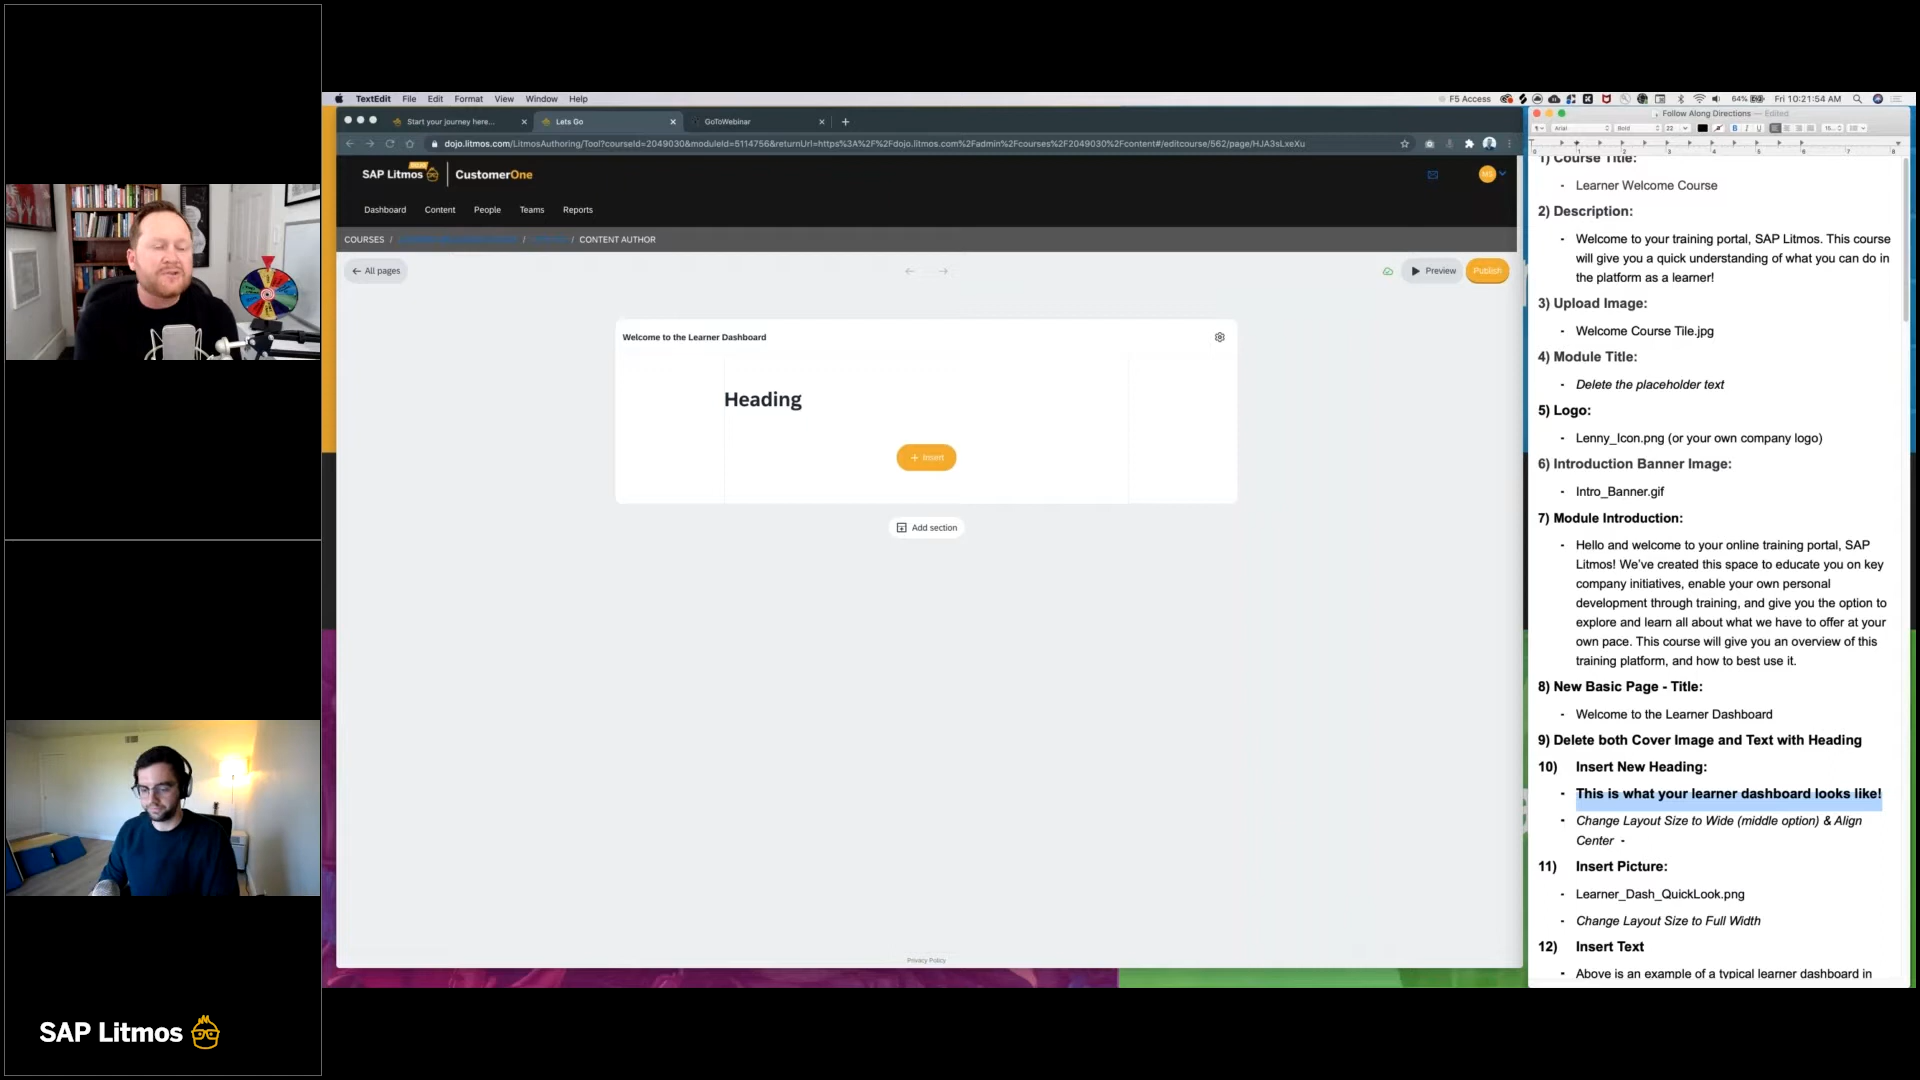 TextEdit File Edit Format View Window Help
F5 Access 64% Fri 10:21:54 AM
Start your journey here...
Lets Go
GoToWebinar
dojo.litmos.com/LitmosAuthoring/Tool?courseId=2049030&moduleId=5114756&returnUrl=https%3A%2F%2Fdojo.litmos.com%2Fadmin%2Fcourses%2F2049030%2Fcontent#/editcourse/562/page/HJA3sLxeXu
SAP Litmos CustomerOne
MS
Dashboard Content People Teams Reports
COURSES / / / CONTENT AUTHOR
All pages
Preview
Publish
Welcome to the Learner Dashboard
Heading
+ Insert
Add section
Privacy Policy
Follow Along Directions — Edited
Arial Bold 22
B I U
1) Course Title:
- Learner Welcome Course
2) Description:
- Welcome to your training portal, SAP Litmos. This course
will give you a quick understanding of what you can do in
the platform as a learner!
3) Upload Image:
- Welcome Course Tile.jpg
4) Module Title:
- Delete the placeholder text
5) Logo:
- Lenny_Icon.png (or your own company logo)
6) Introduction Banner Image:
- Intro_Banner.gif
7) Module Introduction:
- Hello and welcome to your online training portal, SAP
Litmos! We've created this space to educate you on key
company initiatives, enable your own personal
development through training, and give you the option to
explore and learn all about what we have to offer at your
own pace. This course will give you an overview of this
training platform, and how to best use it.
8) New Basic Page - Title:
- Welcome to the Learner Dashboard
9) Delete both Cover Image and Text with Heading
10) Insert New Heading:
- This is what your learner dashboard looks like!
- Change Layout Size to Wide (middle option) & Align
Center -
11) Insert Picture:
- Learner_Dash_QuickLook.png
- Change Layout Size to Full Width
12) Insert Text
- Above is an example of a typical learner dashboard in
SAP Litmos